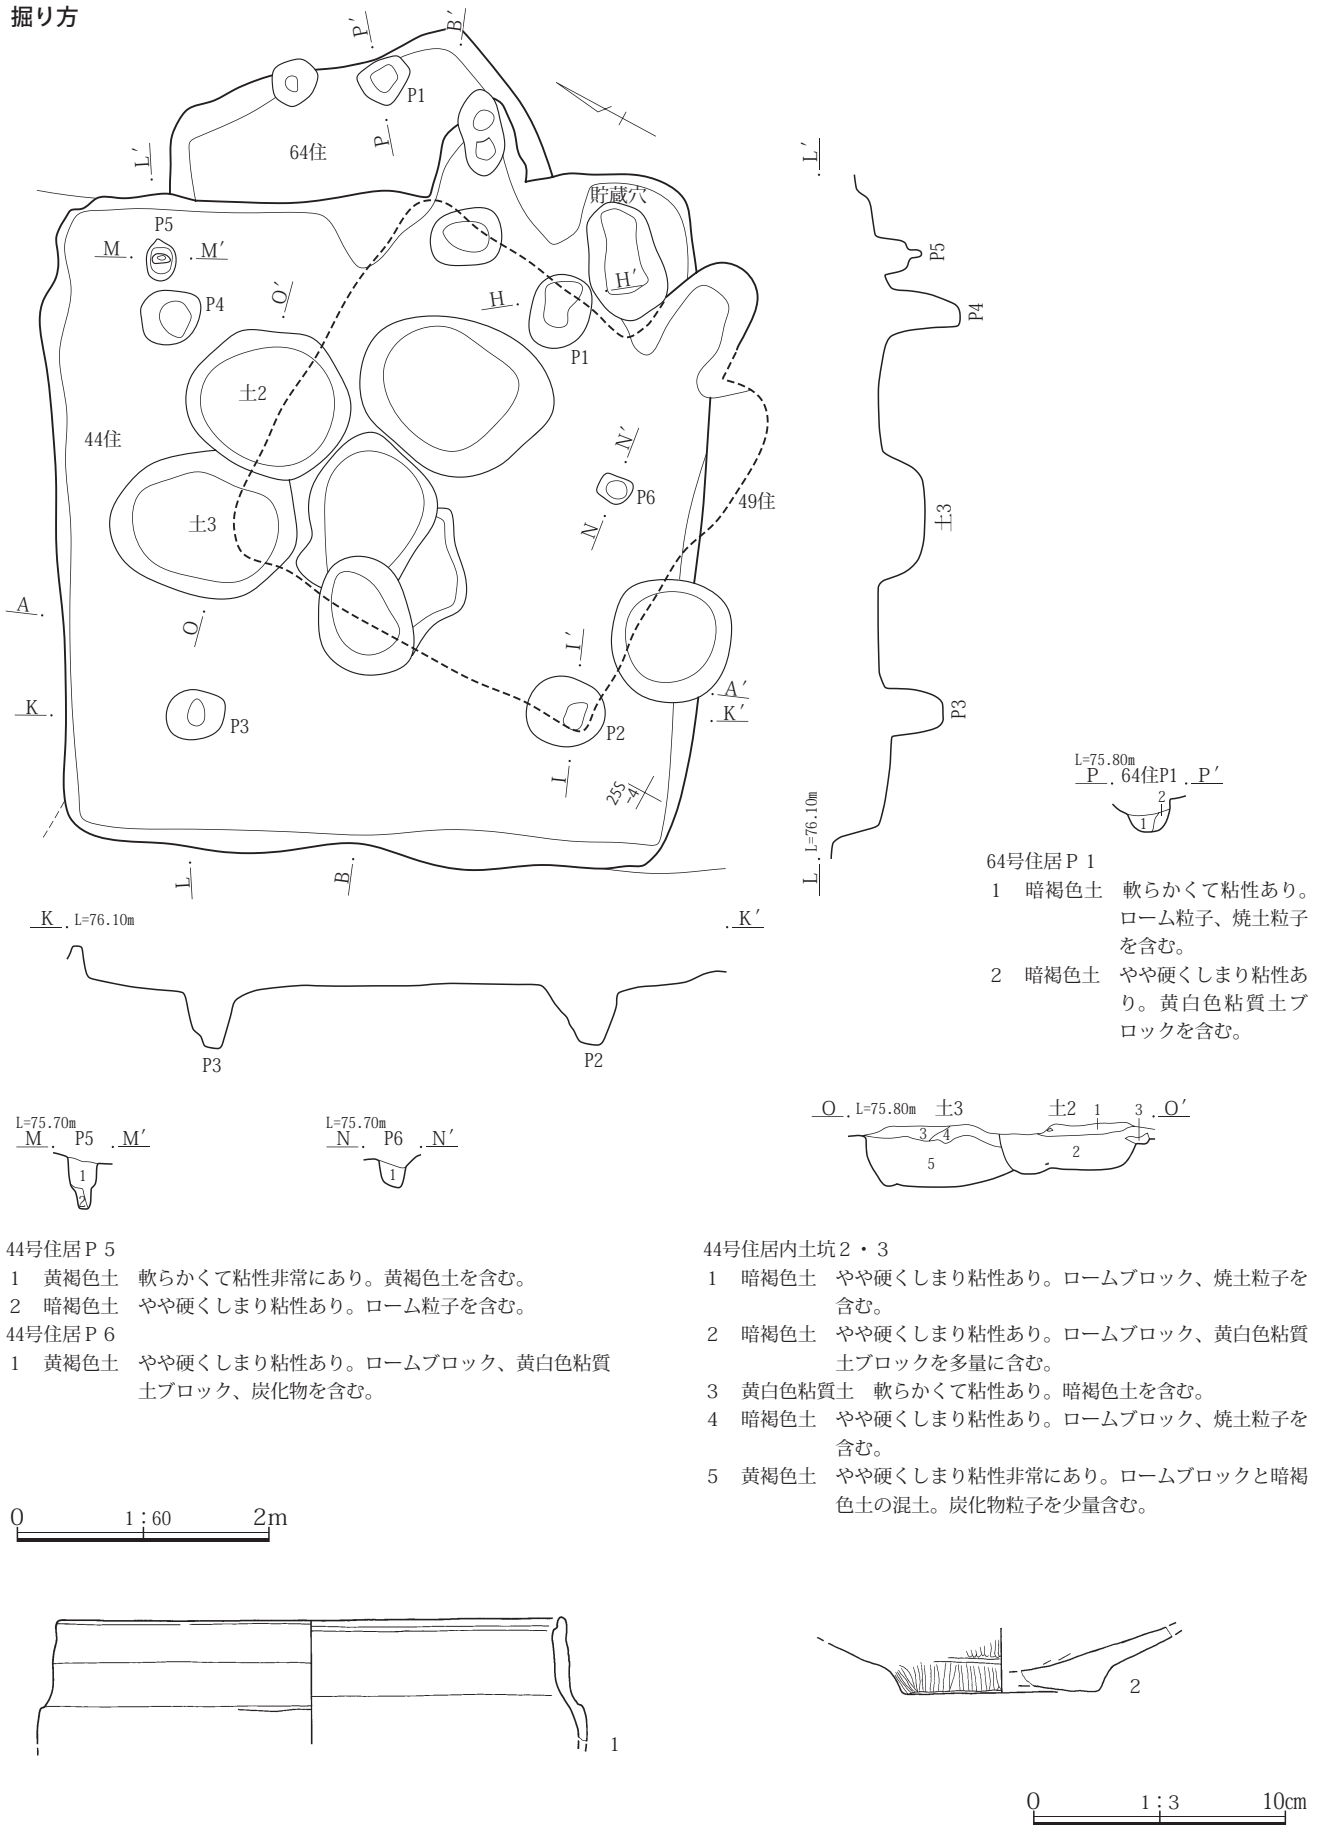 掘り方
P′
B′
P1
P
64住
L′
貯蔵穴
P5
M
M′
P4
O′
H
H′
P1
土2
44住
N′
P6
49住
土3
N
A
O
I′
A′
K
K′
P3
P2
I
25S
-4
L
B
L′
P5
P4
土3
P3
L=76.10m
L
L=75.80m
P 64住P1 P′
2
1
64号住居Ｐ１
1 暗褐色土 軟らかくて粘性あり。
ローム粒子、焼土粒子
を含む。
2 暗褐色土 やや硬くしまり粘性あ
り。黄白色粘質土ブ
ロックを含む。
K L=76.10m K′
P3
P2
L=75.70m
M P5 M′
1
2
L=75.70m
N P6 N′
1
O L=75.80m 土3 土2 1 3 O′
3 4
5
2
44号住居Ｐ５
1 黄褐色土 軟らかくて粘性非常にあり。黄褐色土を含む。
2 暗褐色土 やや硬くしまり粘性あり。ローム粒子を含む。
44号住居Ｐ６
1 黄褐色土 やや硬くしまり粘性あり。ロームブロック、黄白色粘質
土ブロック、炭化物を含む。
44号住居内土坑２・３
1 暗褐色土 やや硬くしまり粘性あり。ロームブロック、焼土粒子を
含む。
2 暗褐色土 やや硬くしまり粘性あり。ロームブロック、黄白色粘質
土ブロックを多量に含む。
3 黄白色粘質土 軟らかくて粘性あり。暗褐色土を含む。
4 暗褐色土 やや硬くしまり粘性あり。ロームブロック、焼土粒子を
含む。
5 黄褐色土 やや硬くしまり粘性非常にあり。ロームブロックと暗褐
色土の混土。炭化物粒子を少量含む。
0 1：60 2m
1
2
0 1：3 10cm